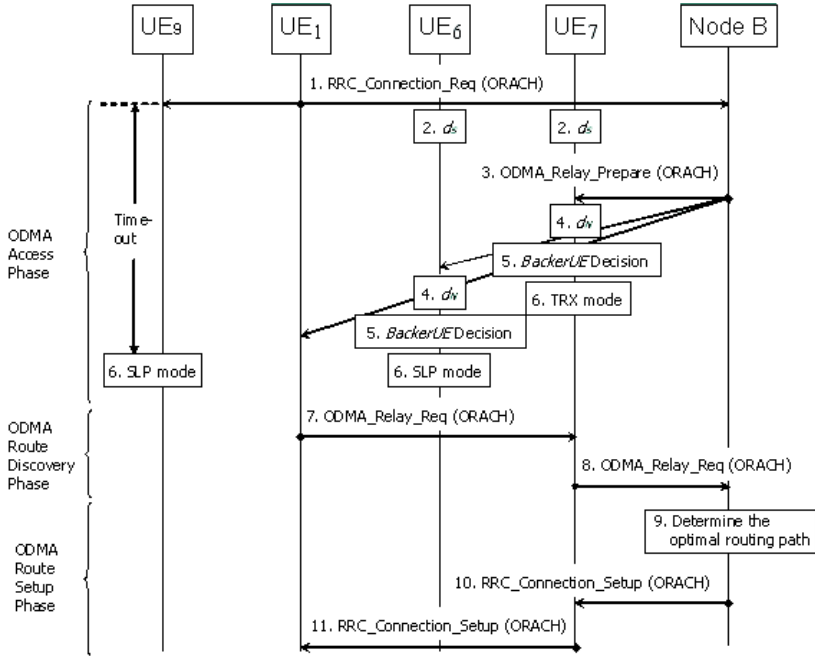 UE9 UE1 UE6 UE7 Node B
1. RRC_Connection_Req (ORACH)
2. ds 2. ds
3. ODMA_Relay_Prepare (ORACH)
Time-
out
4. dN
ODMA
Access
Phase
5. BackerUE Decision
4. dN 6. TRX mode
5. BackerUE Decision
6. SLP mode 6. SLP mode
7. ODMA_Relay_Req (ORACH)
ODMA
Route
Discovery
Phase
8. ODMA_Relay_Req (ORACH)
9. Determine the
optimal routing path
ODMA
Route
Setup
Phase
10. RRC_Connection_Setup (ORACH)
11. RRC_Connection_Setup (ORACH)